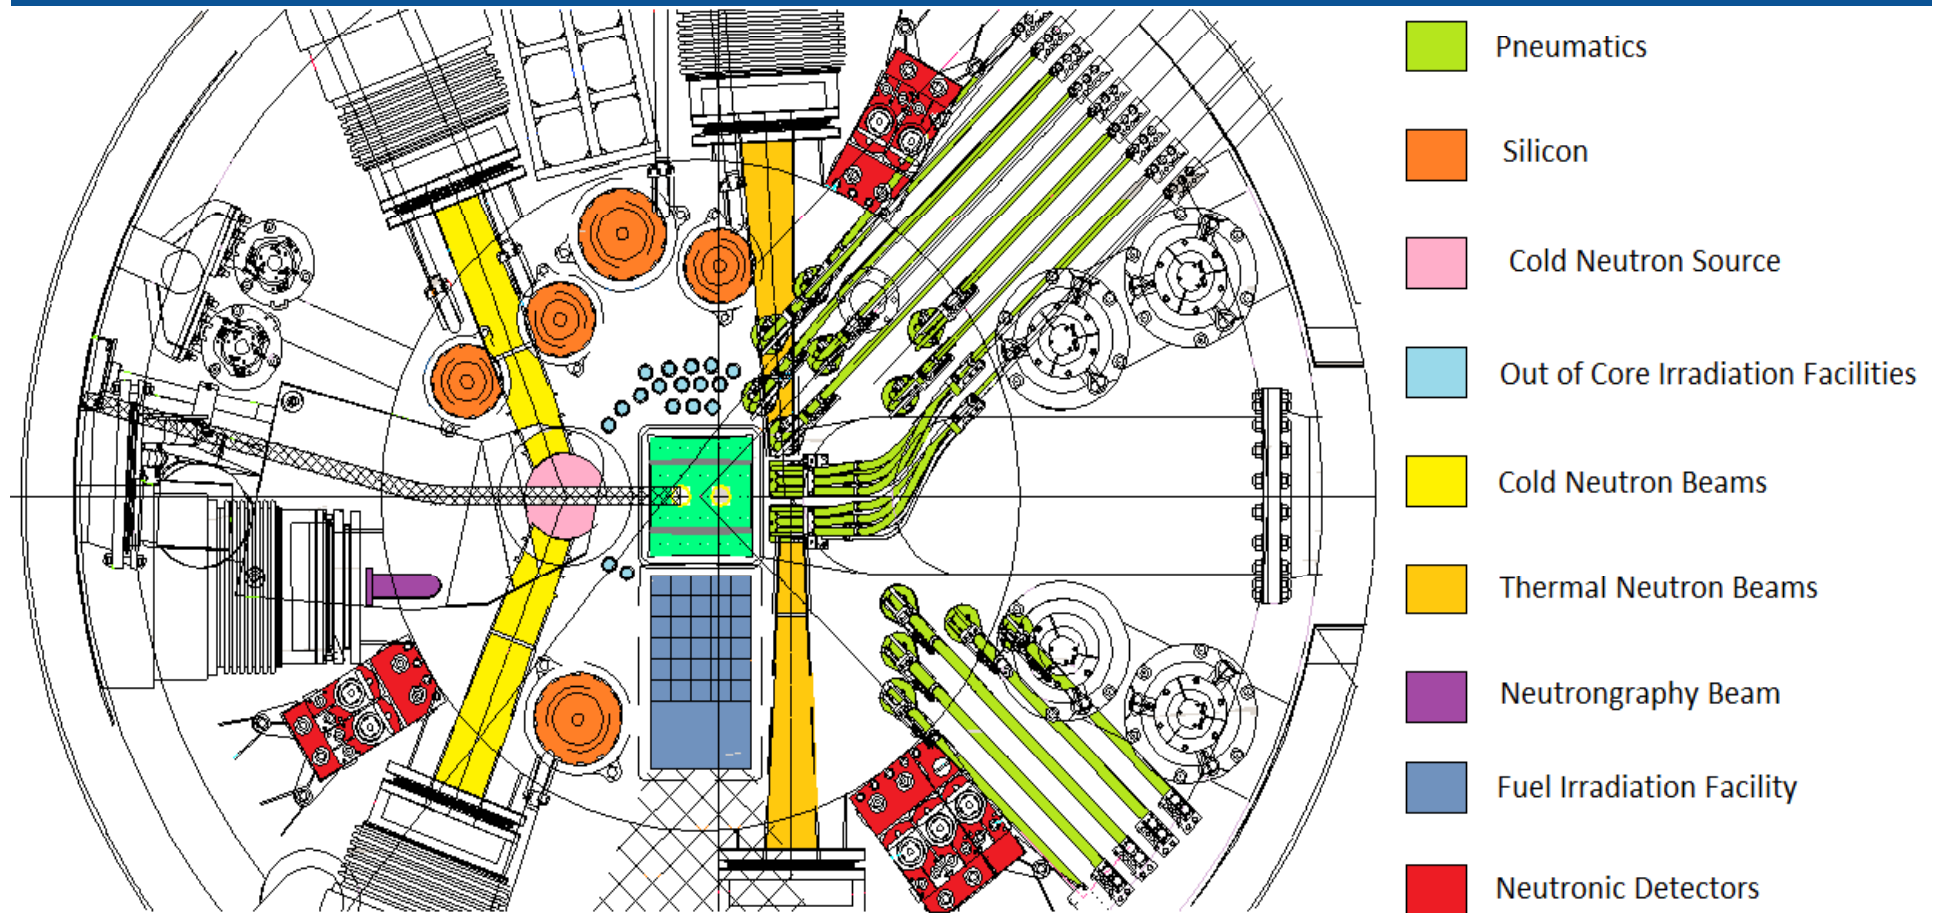 Pneumatics
Silicon
Cold Neutron Source
Out of Core Irradiation Facilities
Cold Neutron Beams
Thermal Neutron Beams
Neutrongraphy Beam
Fuel Irradiation Facility
Neutronic Detectors